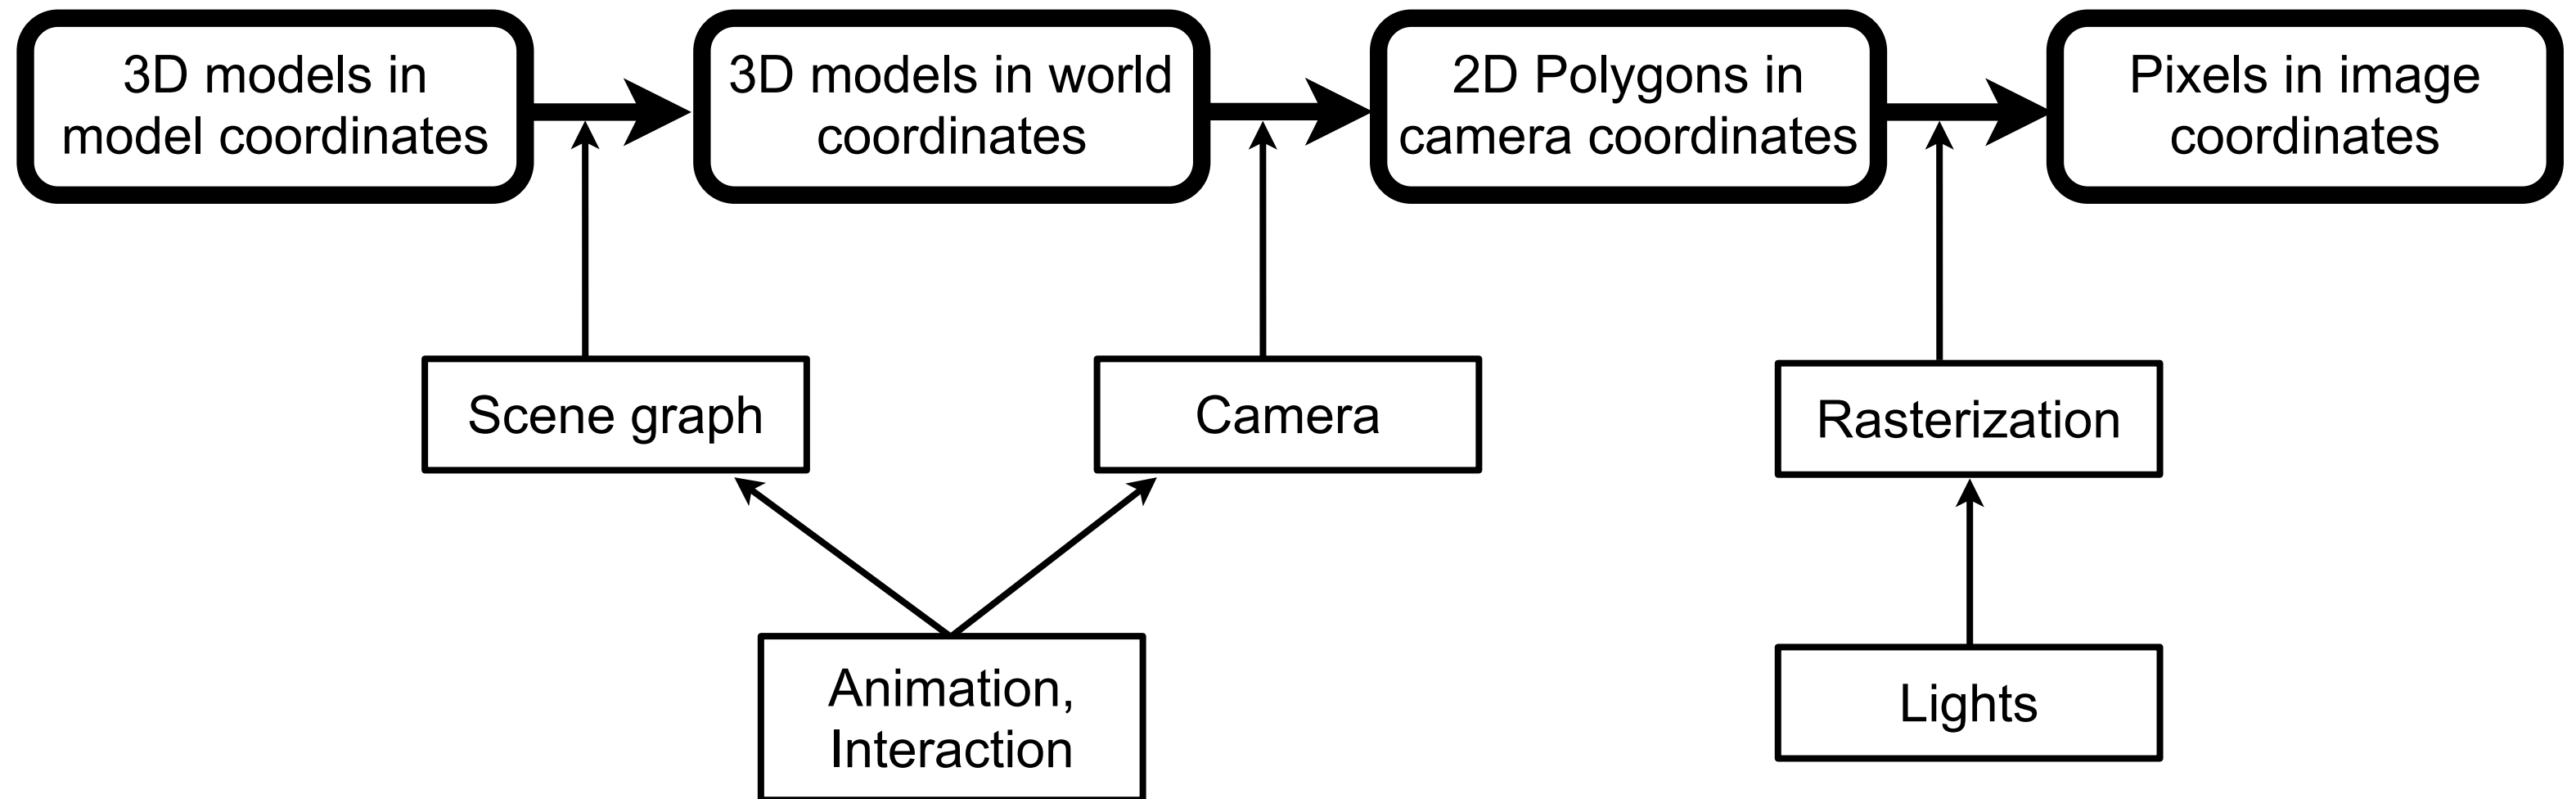 3D models in
model coordinates
3D models in world
coordinates
2D Polygons in
camera coordinates
Pixels in image
coordinates
Scene graph
Camera
Rasterization
Animation,
Interaction
Lights